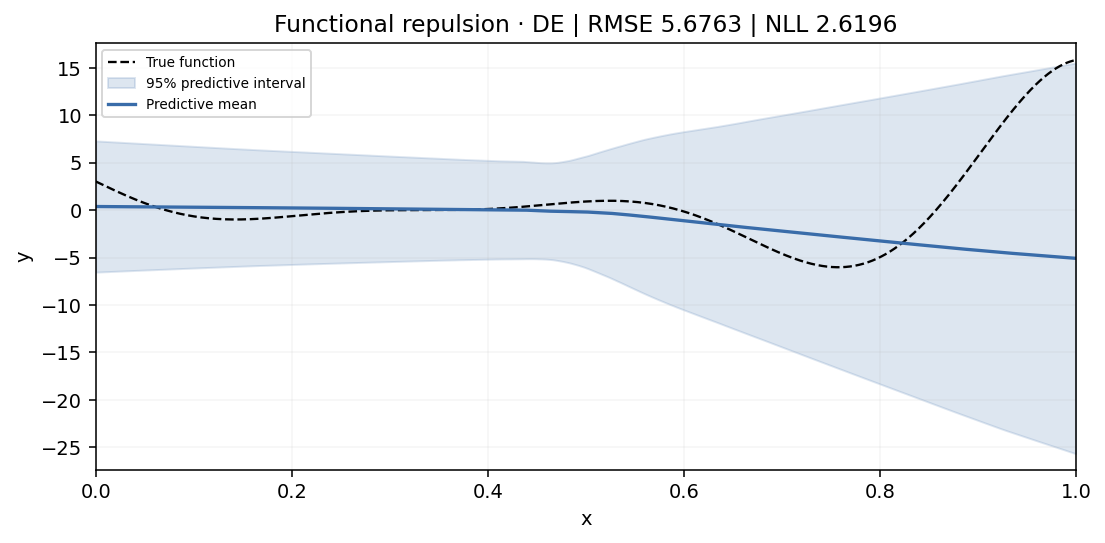 Functional repulsion · DE | RMSE 5.6763 | NLL 2.6196
True function
95% predictive interval
Predictive mean
15
10
5
0
−5
−10
−15
−20
−25
y
0.0 0.2 0.4 0.6 0.8 1.0
x